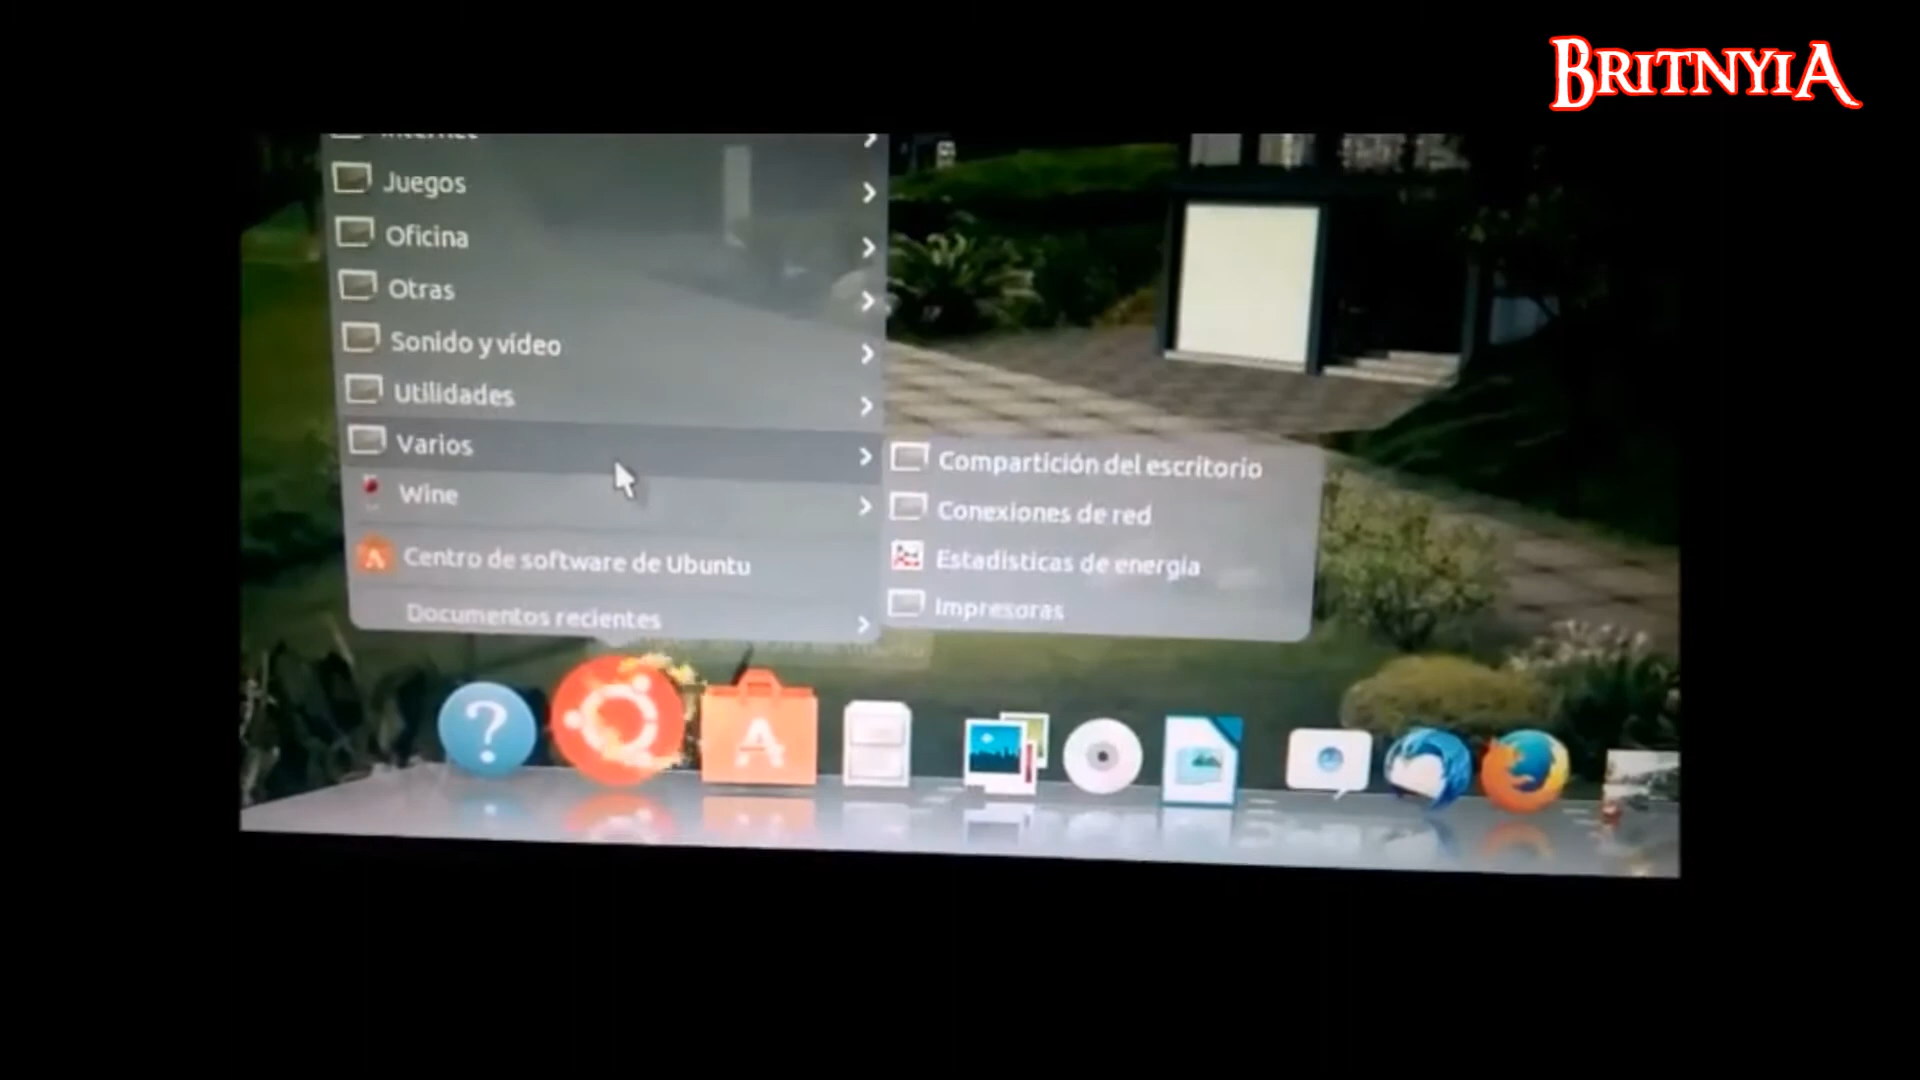 BRITNYIA
Internet
Juegos
Oficina
Otras
Sonido y vídeo
Utilidades
Varios
Wine
Centro de software de Ubuntu
Documentos recientes
Compartición del escritorio
Conexiones de red
Estadísticas de energía
Impresoras